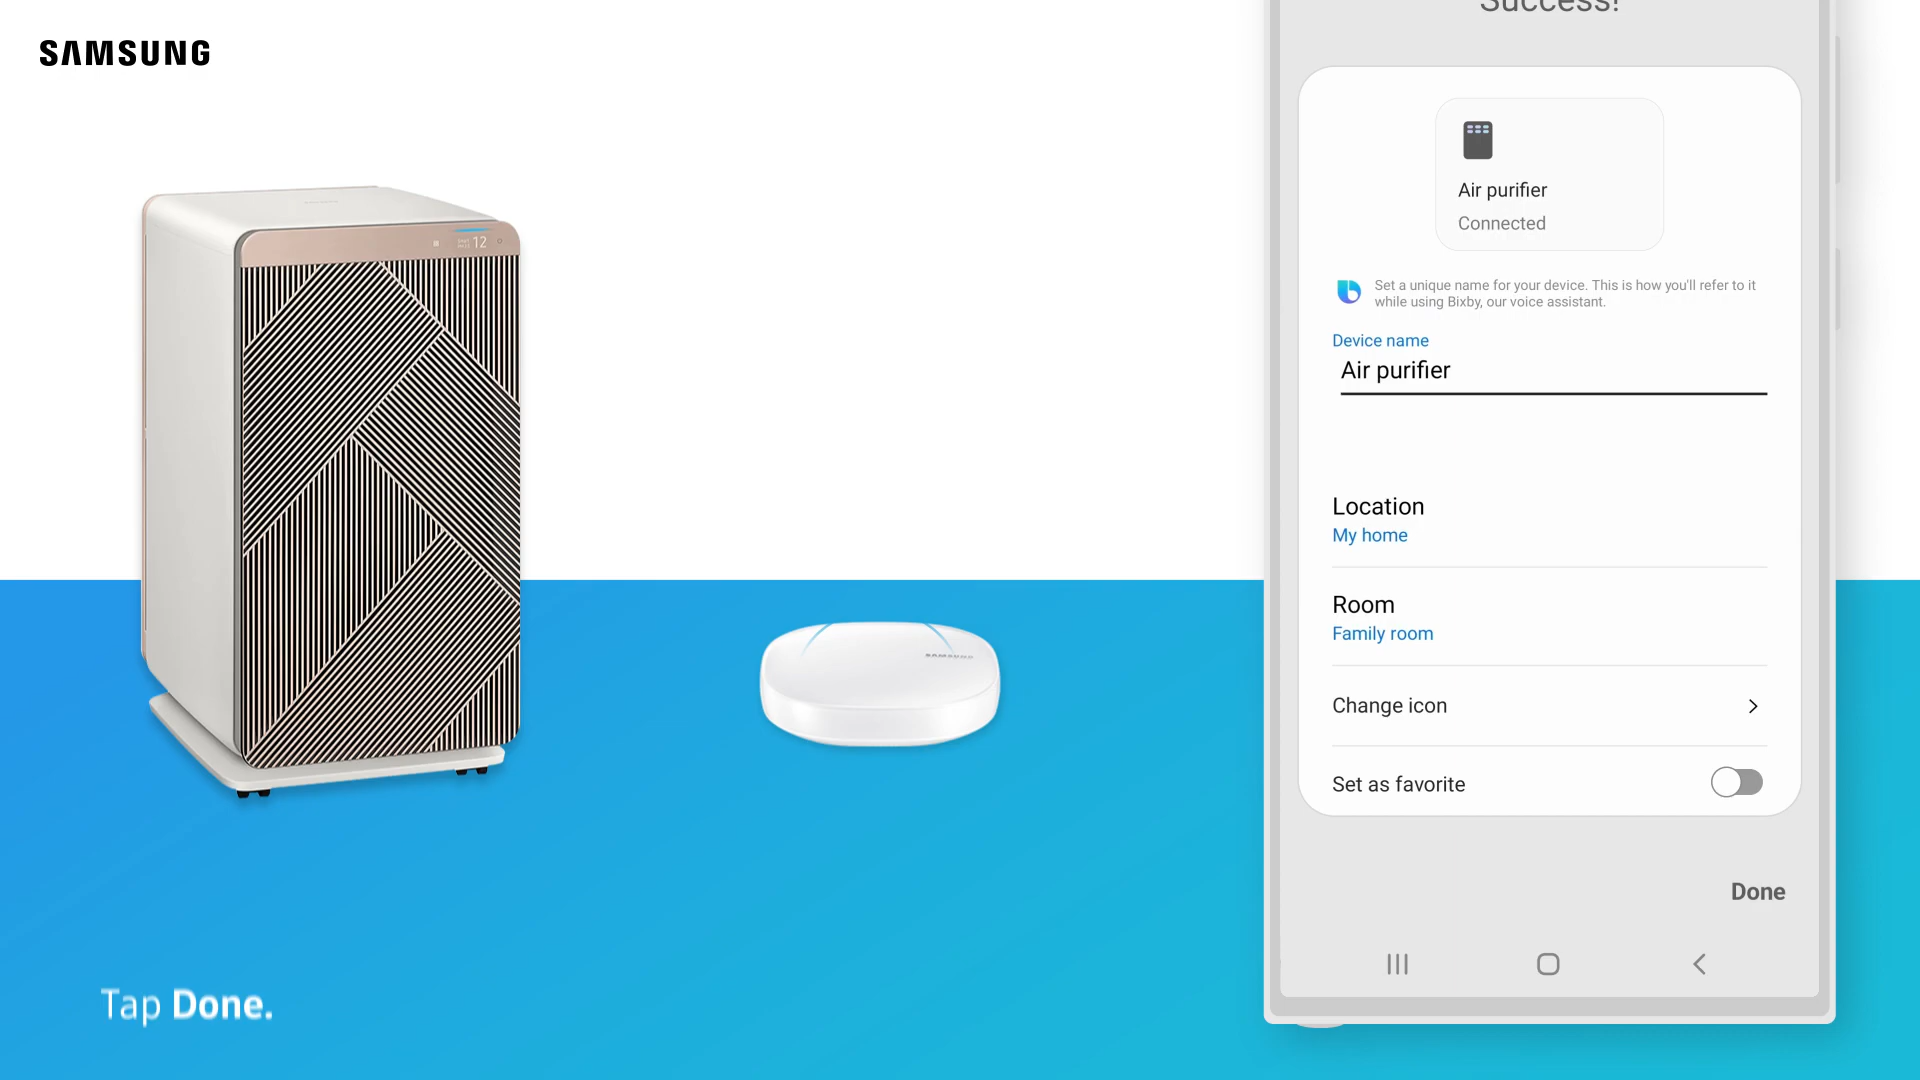 SAMSUNG
Success!
Air purifier
Connected
Set a unique name for your device. This is how you'll refer to it
while using Bixby, our voice assistant.
Device name
Air purifier
Location
My home
Room
Family room
Change icon
Set as favorite
Done
12
SAMSUNG
Tap Done.